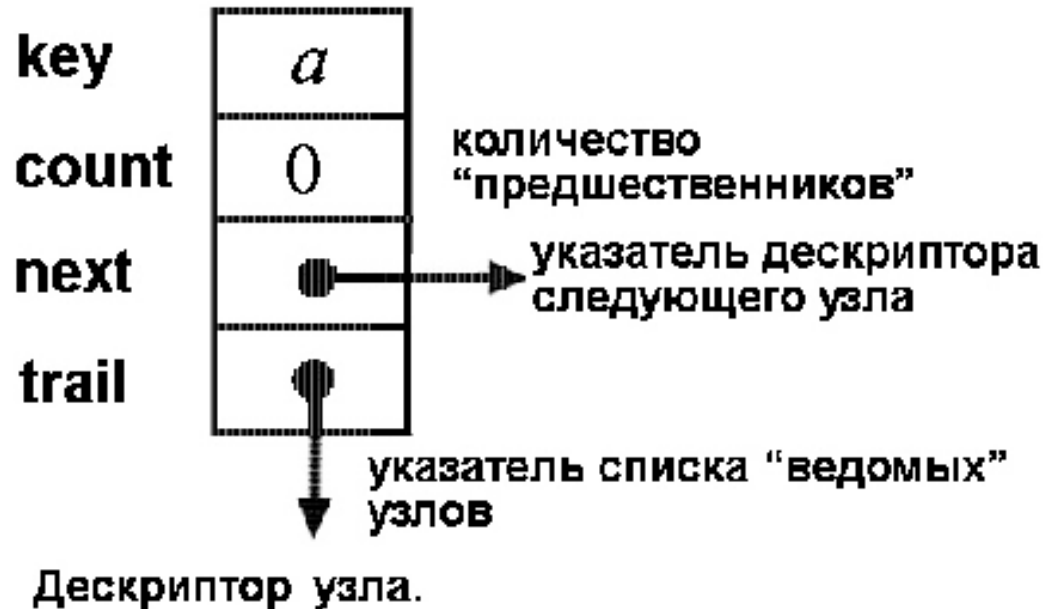 key
a
count
0
количество
“предшественников”
next
указатель дескриптора
следующего узла
trail
указатель списка “ведомых”
узлов
Дескриптор узла.